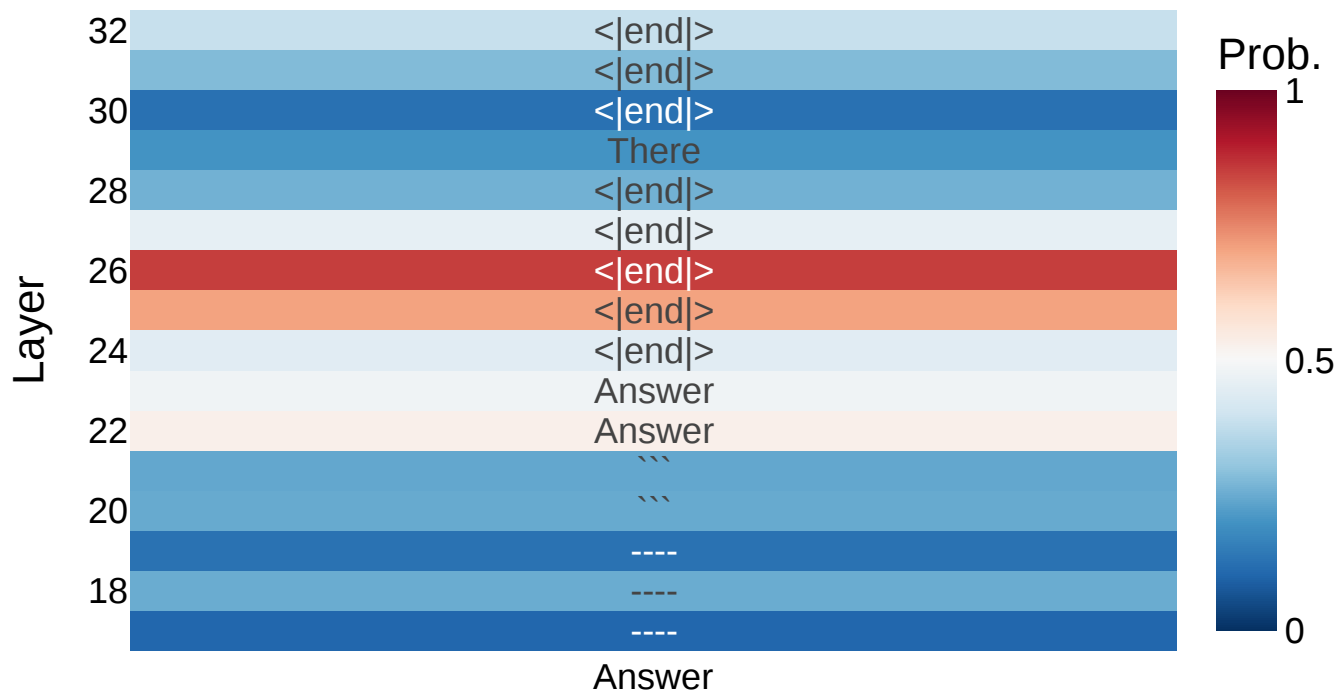 32 <|end|>
Prob.
<|end|>
1
30 <|end|>
There
28 <|end|>
<|end|>
26 <|end|>
Layer
<|end|>
24 <|end|>
0.5
Answer
22 Answer
```
20 ```
----
18 ----
----
0
Answer